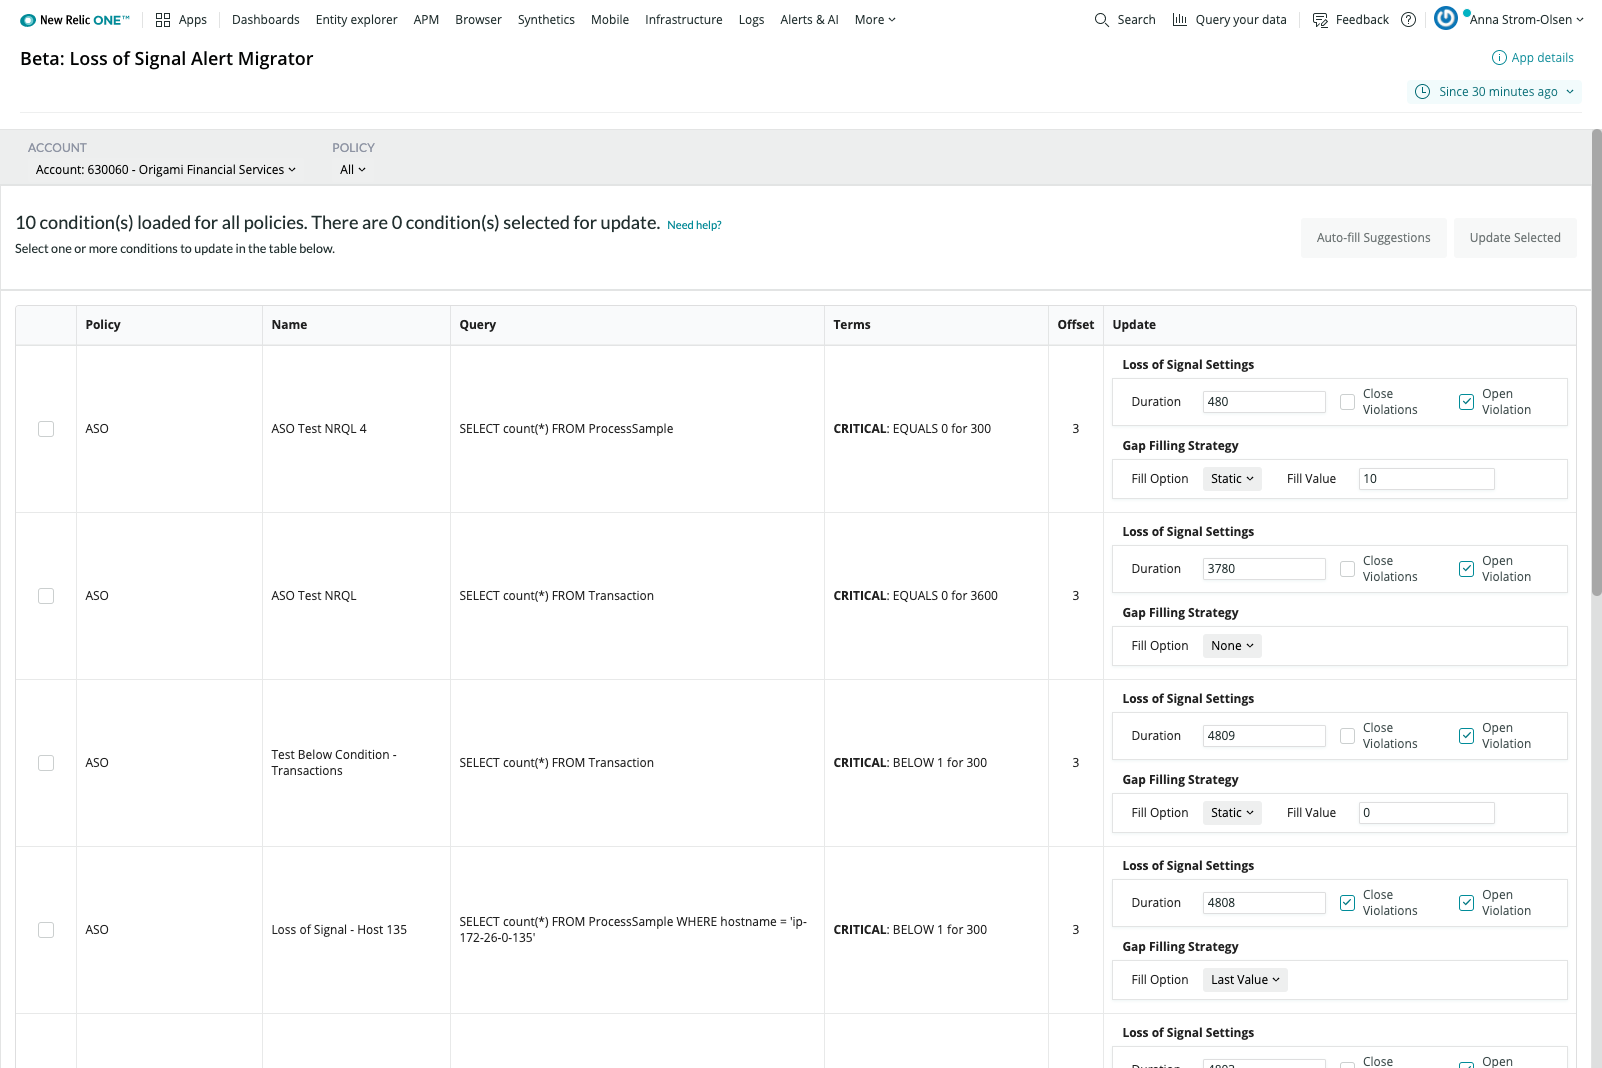 New Relic ONE™ Apps Dashboards Entity explorer APM Browser Synthetics Mobile Infrastructure Logs Alerts & AI More Search Query your data Feedback ? Anna Strom-Olsen
Beta: Loss of Signal Alert Migrator
App details
Since 30 minutes ago
ACCOUNT POLICY
Account: 630060 - Origami Financial Services All
10 condition(s) loaded for all policies. There are 0 condition(s) selected for update. Need help?
Select one or more conditions to update in the table below.
Auto-fill Suggestions Update Selected
Policy Name Query Terms Offset Update
Loss of Signal Settings
Duration 480 Close Violations Open Violation
ASO ASO Test NRQL 4 SELECT count(*) FROM ProcessSample CRITICAL: EQUALS 0 for 300 3
Gap Filling Strategy
Fill Option Static Fill Value 10
Loss of Signal Settings
Duration 3780 Close Violations Open Violation
ASO ASO Test NRQL SELECT count(*) FROM Transaction CRITICAL: EQUALS 0 for 3600 3
Gap Filling Strategy
Fill Option None
Loss of Signal Settings
Duration 4809 Close Violations Open Violation
ASO Test Below Condition - Transactions SELECT count(*) FROM Transaction CRITICAL: BELOW 1 for 300 3
Gap Filling Strategy
Fill Option Static Fill Value 0
Loss of Signal Settings
Duration 4808 Close Violations Open Violation
ASO Loss of Signal - Host 135 SELECT count(*) FROM ProcessSample WHERE hostname = 'ip-172-26-0-135' CRITICAL: BELOW 1 for 300 3
Gap Filling Strategy
Fill Option Last Value
Loss of Signal Settings
Duration Close Open